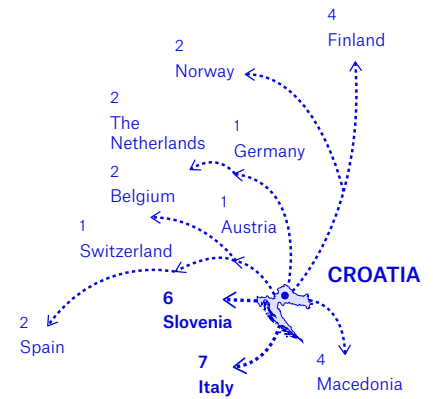 4
Finland
2
Norway
2
The
Netherlands
1
Germany
2
Belgium
1
Austria
1
Switzerland
CROATIA
6
Slovenia
2
Spain
7
Italy
4
Macedonia